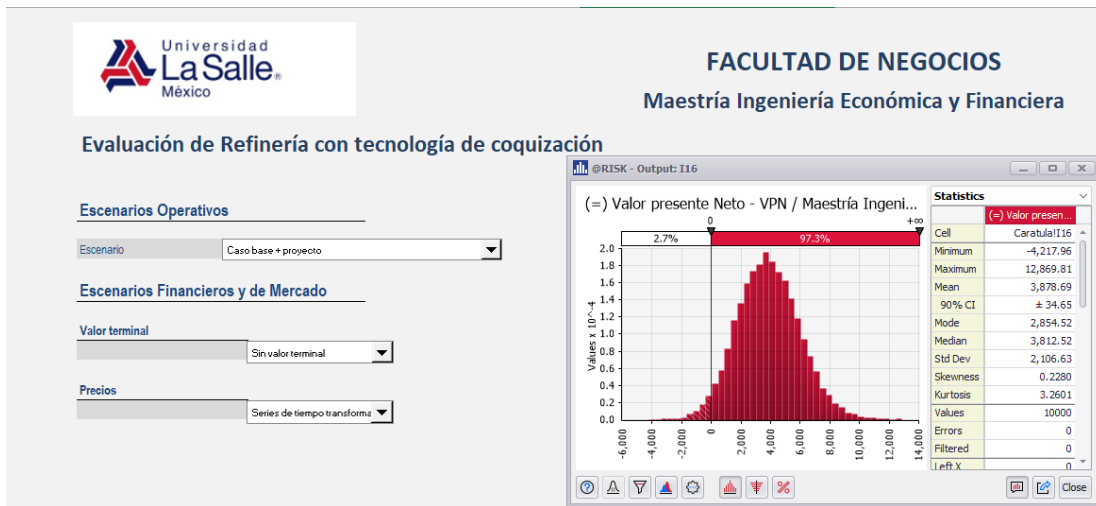 Universidad
La Salle®
México
FACULTAD DE NEGOCIOS
Maestría Ingeniería Económica y Financiera
Evaluación de Refinería con tecnología de coquización
Escenarios Operativos
Escenario Caso base + proyecto
Escenarios Financieros y de Mercado
Valor terminal
Sin valor terminal
Precios
Series de tiempo transforma
@RISK - Output: I16
(=) Valor presente Neto - VPN / Maestría Ingeni...
0 +∞
2.7% 97.3%
Values x 10^-4
2.0
1.8
1.6
1.4
1.2
1.0
0.8
0.6
0.4
0.2
0.0
-6,000 -4,000 -2,000 0 2,000 4,000 6,000 8,000 10,000 12,000 14,000
Statistics
(=) Valor presen...
Cell Caratula!I16
Minimum -4,217.96
Maximum 12,869.81
Mean 3,878.69
90% CI ± 34.65
Mode 2,854.52
Median 3,812.52
Std Dev 2,106.63
Skewness 0.2280
Kurtosis 3.2601
Values 10000
Errors 0
Filtered 0
Left X 0
Close